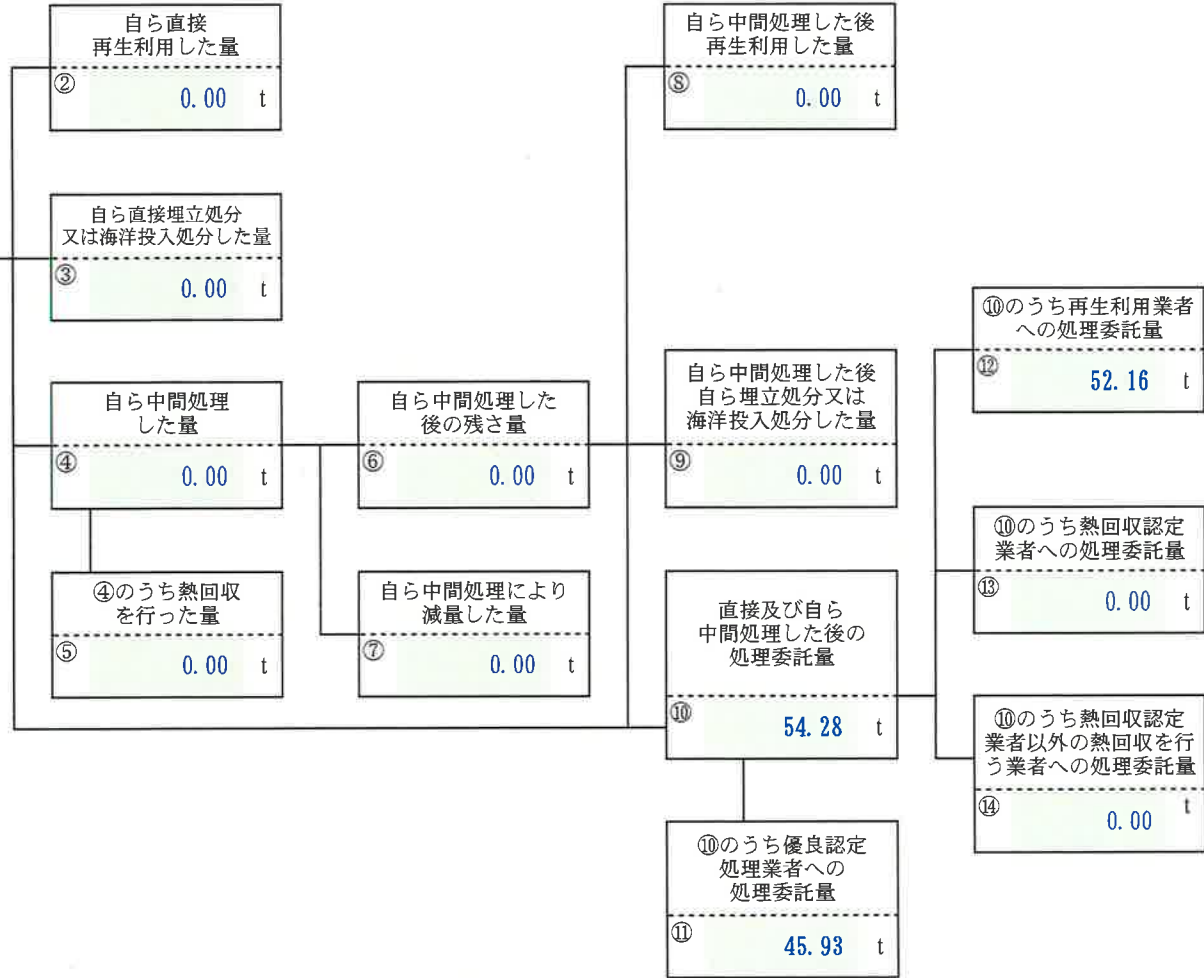 自ら直接
再生利用した量
② 0.00 t
自ら直接埋立処分
又は海洋投入処分した量
③ 0.00 t
自ら中間処理
した量
④ 0.00 t
④のうち熱回収
を行った量
⑤ 0.00 t
自ら中間処理した
後の残さ量
⑥ 0.00 t
自ら中間処理により
減量した量
⑦ 0.00 t
自ら中間処理した後
再生利用した量
⑧ 0.00 t
自ら中間処理した後
自ら埋立処分又は
海洋投入処分した量
⑨ 0.00 t
直接及び自ら
中間処理した後の
処理委託量
⑩ 54.28 t
⑩のうち優良認定
処理業者への
処理委託量
⑪ 45.93 t
⑩のうち再生利用業者
への処理委託量
⑫ 52.16 t
⑩のうち熱回収認定
業者への処理委託量
⑬ 0.00 t
⑩のうち熱回収認定
業者以外の熱回収を行
う業者への処理委託量
⑭ 0.00 t